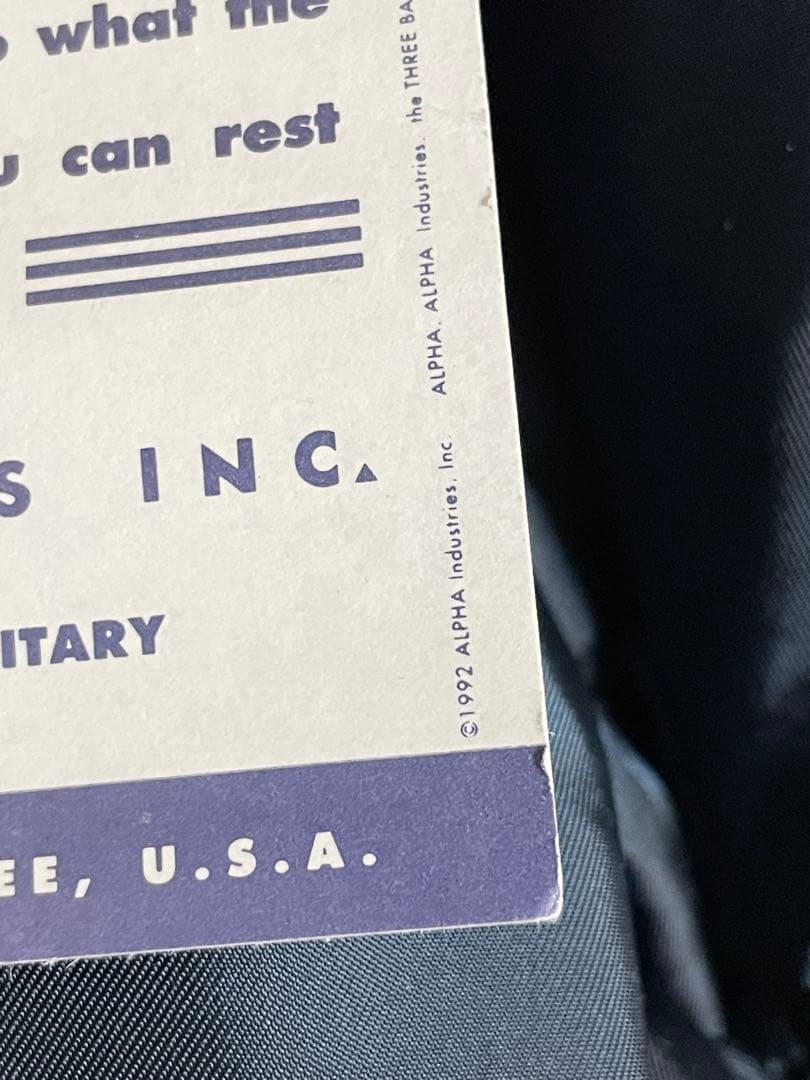 what the
can rest
S INC.
ITARY
EE, U.S.A.
©1992 ALPHA Industries, Inc. ALPHA, ALPHA Industries, the THREE BA